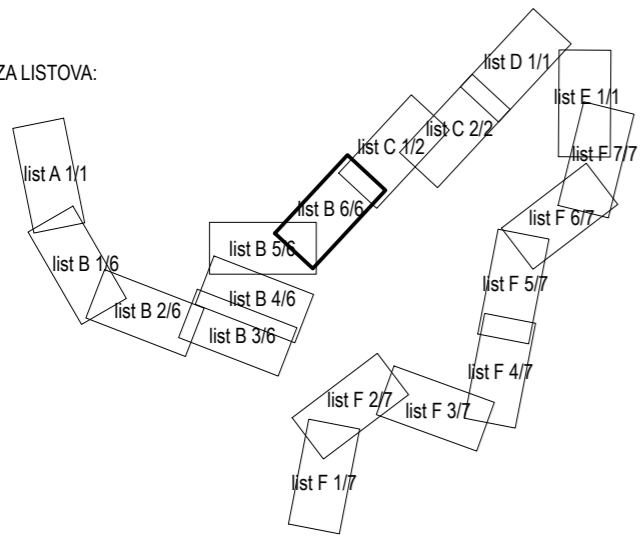 ZA LISTOVA:
list D 1/1
list E 1/1
list C 2/2
list C 1/2
list F 7/7
list A 1/1
list B 6/6
list F 6/7
list B 5/6
list B 1/6
list F 5/7
list B 4/6
list B 2/6
list B 3/6
list F 4/7
list F 2/7
list F 3/7
list F 1/7